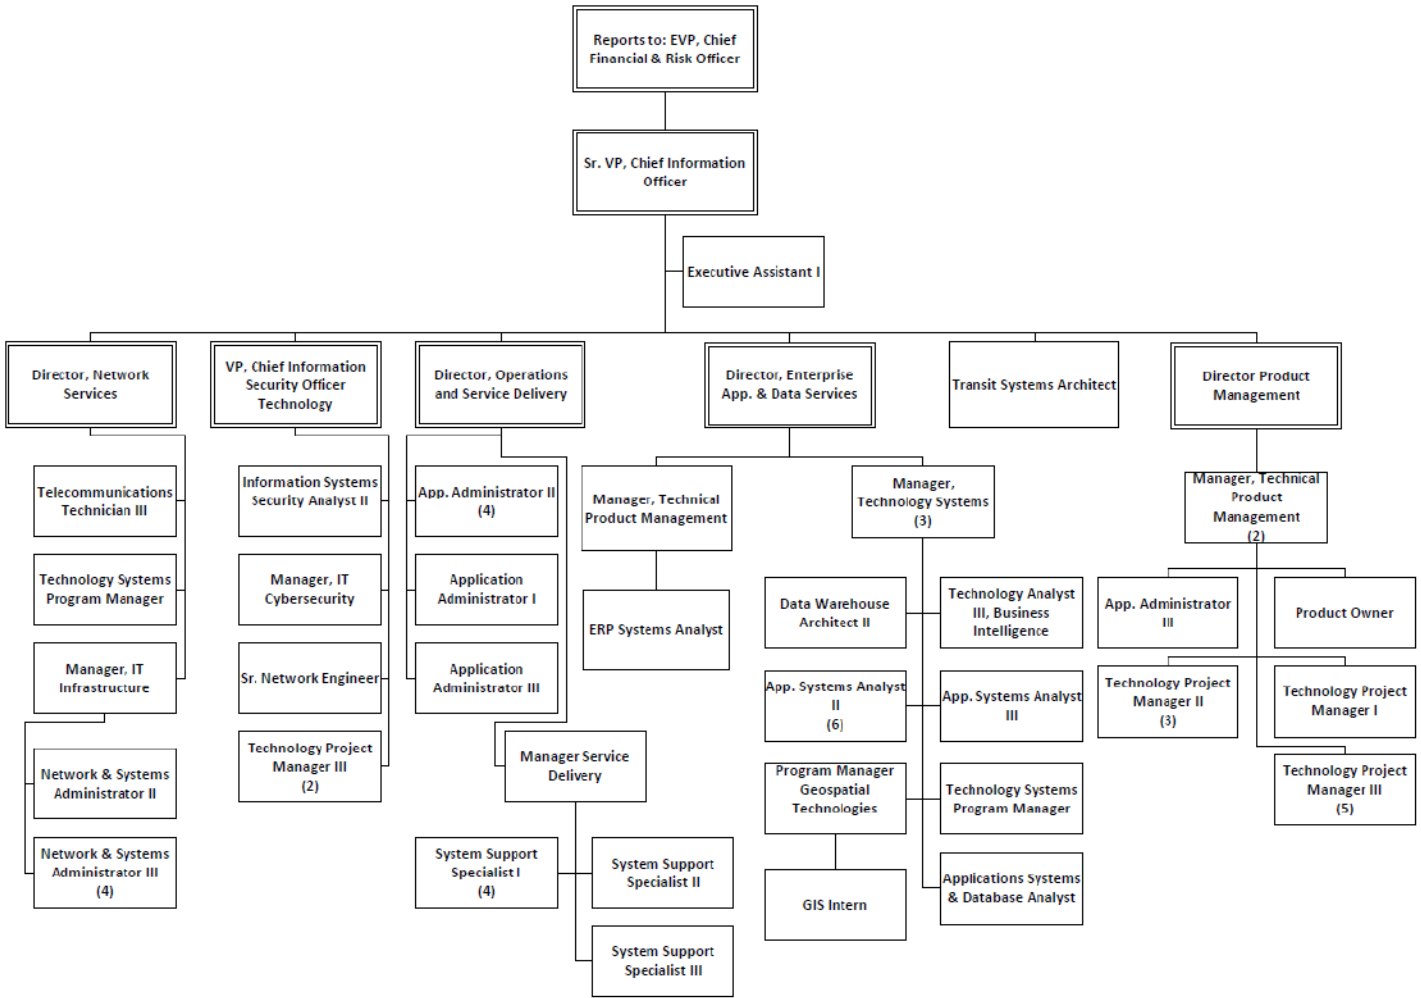 Reports to: EVP, Chief
Financial & Risk Officer
Sr. VP, Chief Information
Officer
Executive Assistant I
Director, Network
Services
VP, Chief Information
Security Officer
Technology
Director, Operations
and Service Delivery
Director, Enterprise
App. & Data Services
Transit Systems Architect
Director Product
Management
Telecommunications
Technician III
Technology Systems
Program Manager
Manager, IT
Infrastructure
Network & Systems
Administrator II
Network & Systems
Administrator III
(4)
Information Systems
Security Analyst II
Manager, IT
Cybersecurity
Sr. Network Engineer
Technology Project
Manager III
(2)
App. Administrator II
(4)
Application
Administrator I
Application
Administrator III
Manager Service
Delivery
System Support
Specialist I
(4)
System Support
Specialist II
System Support
Specialist III
Manager, Technical
Product Management
ERP Systems Analyst
Manager,
Technology Systems
(3)
Data Warehouse
Architect II
Technology Analyst
III, Business
Intelligence
App. Systems Analyst
II
(6)
App. Systems Analyst
III
Program Manager
Geospatial
Technologies
Technology Systems
Program Manager
GIS Intern
Applications Systems
& Database Analyst
Manager, Technical
Product
Management
(2)
App. Administrator
III
Product Owner
Technology Project
Manager II
(3)
Technology Project
Manager I
Technology Project
Manager III
(5)